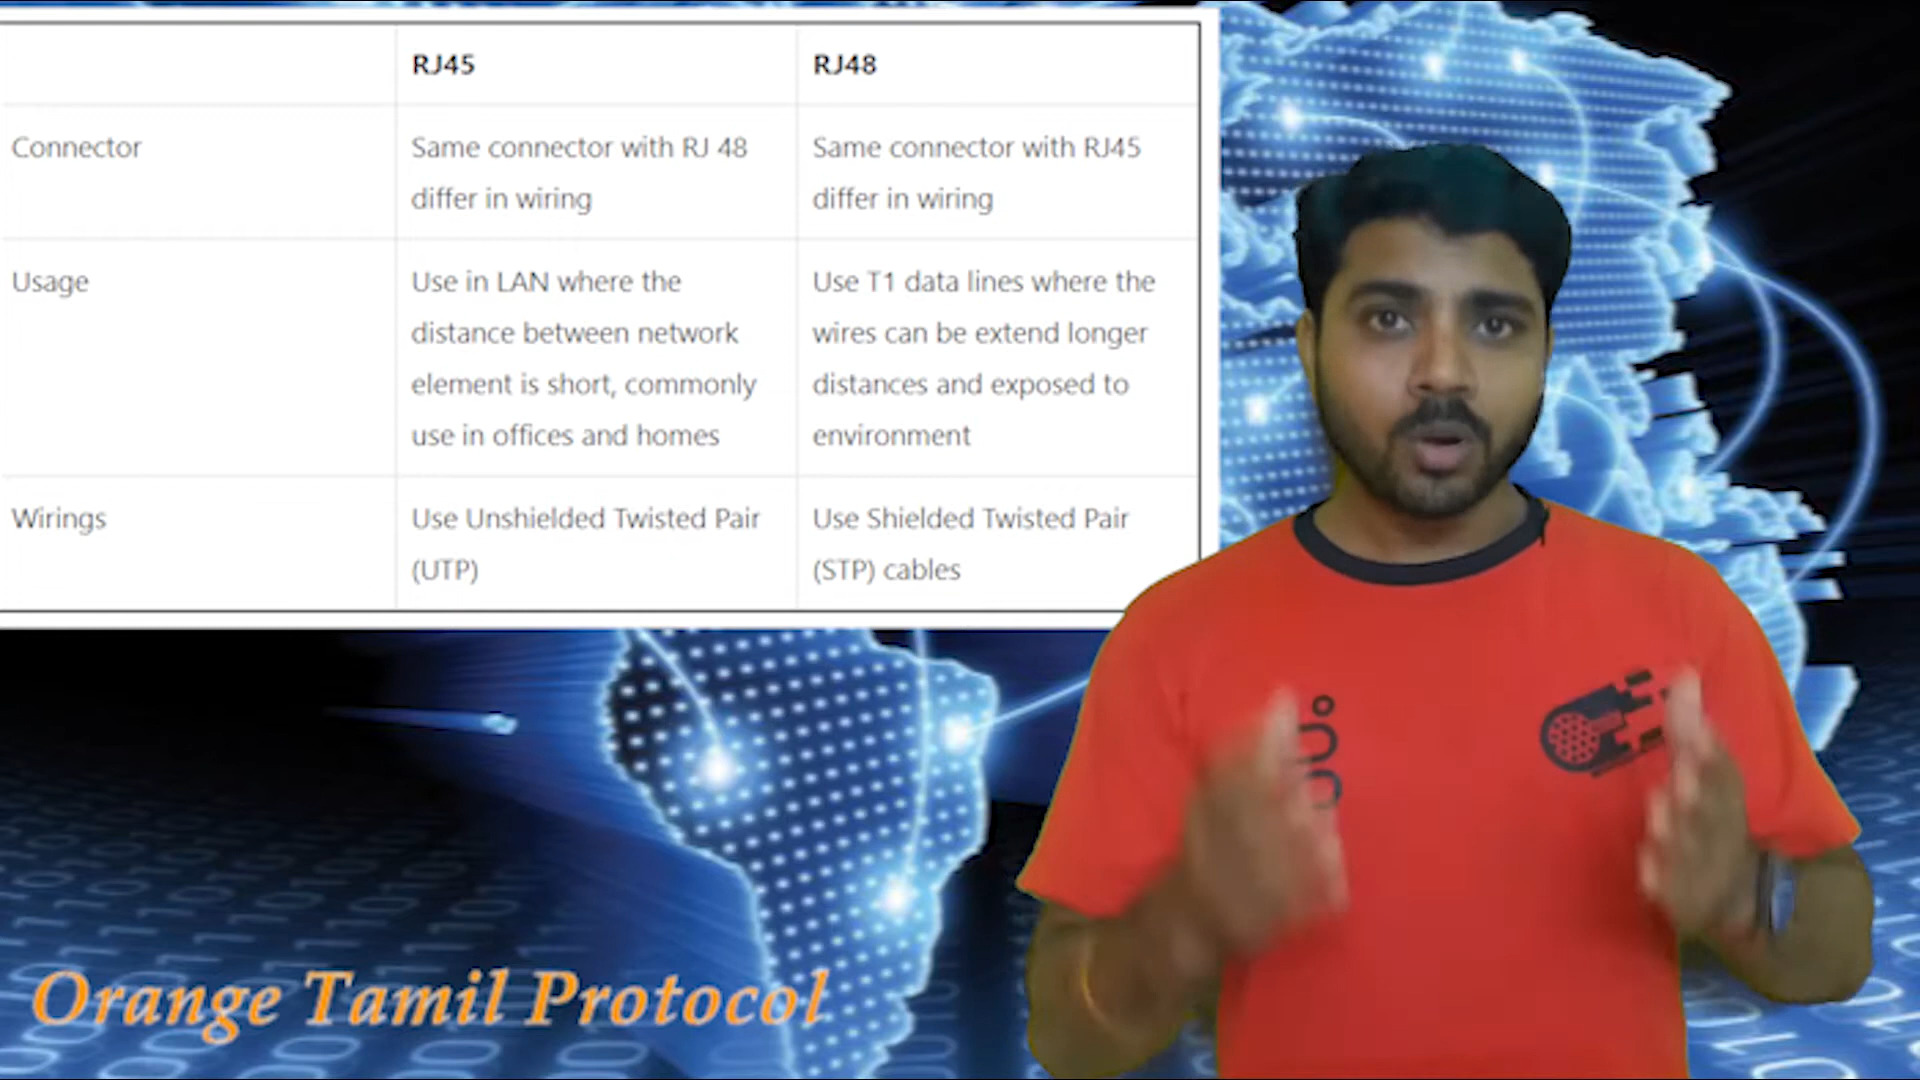 RJ45 RJ48
Connector Same connector with RJ 48 Same connector with RJ45
differ in wiring differ in wiring
Usage Use in LAN where the Use T1 data lines where the
distance between network wires can be extend longer
element is short, commonly distances and exposed to
use in offices and homes environment
Wirings Use Unshielded Twisted Pair Use Shielded Twisted Pair
(UTP) (STP) cables
Orange Tamil Protocol